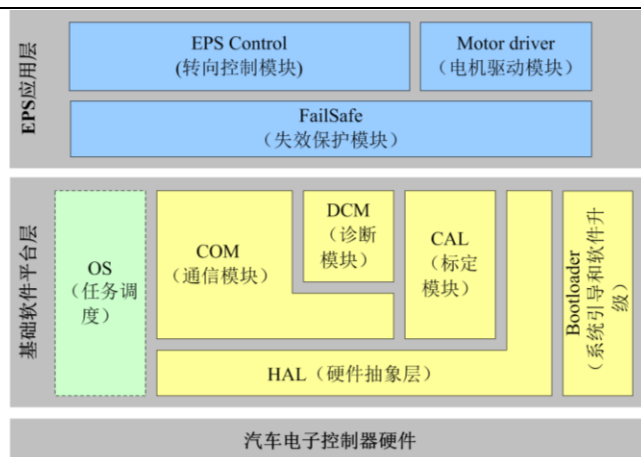 EPS应用层
EPS Control
(转向控制模块)
Motor driver
（电机驱动模块）
FailSafe
（失效保护模块）
基础软件平台层
OS
（任务调
度）
COM
（通信模块）
DCM
（诊断
模块）
CAL
（标定
模块）
HAL（硬件抽象层）
Bootloader
（系统引导和软件升
级）
汽车电子控制器硬件